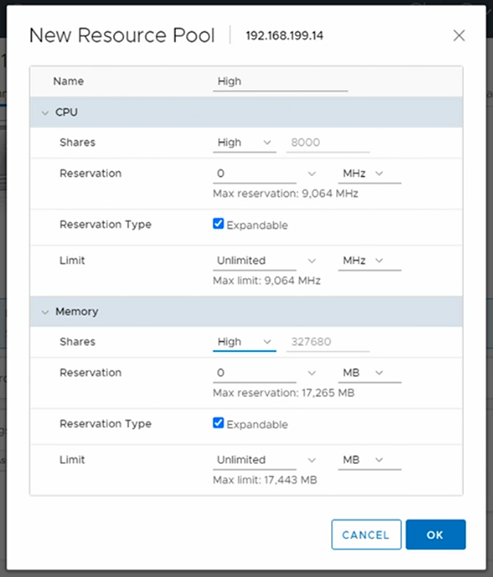 New Resource Pool 192.168.199.14
Name High
CPU
Shares High 8000
Reservation 0 MHz
Max reservation: 9,064 MHz
Reservation Type Expandable
Limit Unlimited MHz
Max limit: 9,064 MHz
Memory
Shares High 327680
Reservation 0 MB
Max reservation: 17,265 MB
Reservation Type Expandable
Limit Unlimited MB
Max limit: 17,443 MB
CANCEL OK